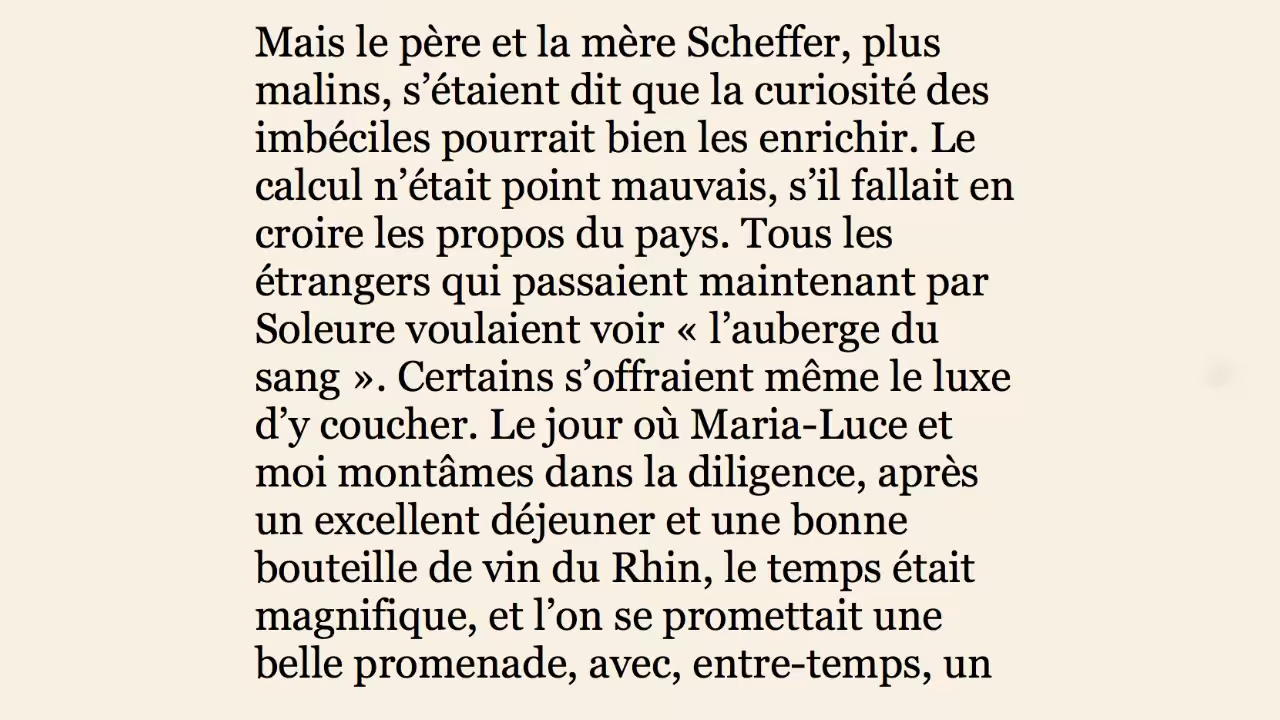 Mais le père et la mère Scheffer, plus
malins, s’étaient dit que la curiosité des
imbéciles pourrait bien les enrichir. Le
calcul n’était point mauvais, s’il fallait en
croire les propos du pays. Tous les
étrangers qui passaient maintenant par
Soleure voulaient voir « l’auberge du
sang ». Certains s’offraient même le luxe
d’y coucher. Le jour où Maria-Luce et
moi montâmes dans la diligence, après
un excellent déjeuner et une bonne
bouteille de vin du Rhin, le temps était
magnifique, et l’on se promettait une
belle promenade, avec, entre-temps, un